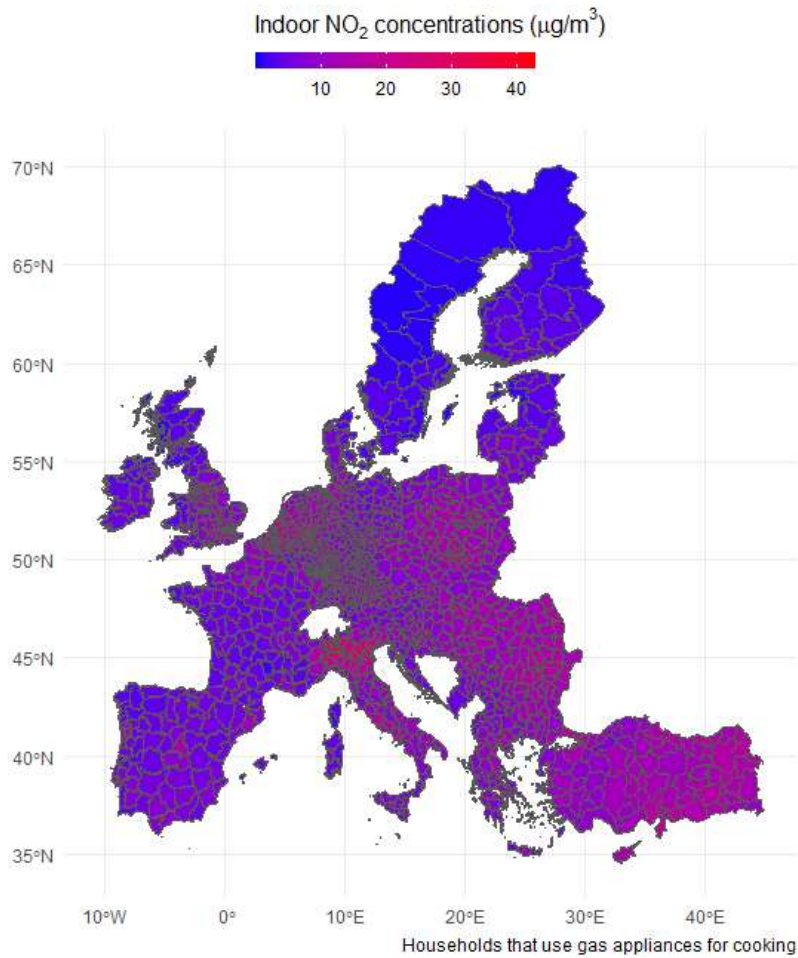 Indoor NO₂ concentrations (μg/m³)
10 20 30 40
70°N
65°N
60°N
55°N
50°N
45°N
40°N
35°N
10°W 0° 10°E 20°E 30°E 40°E
Households that use gas appliances for cooking